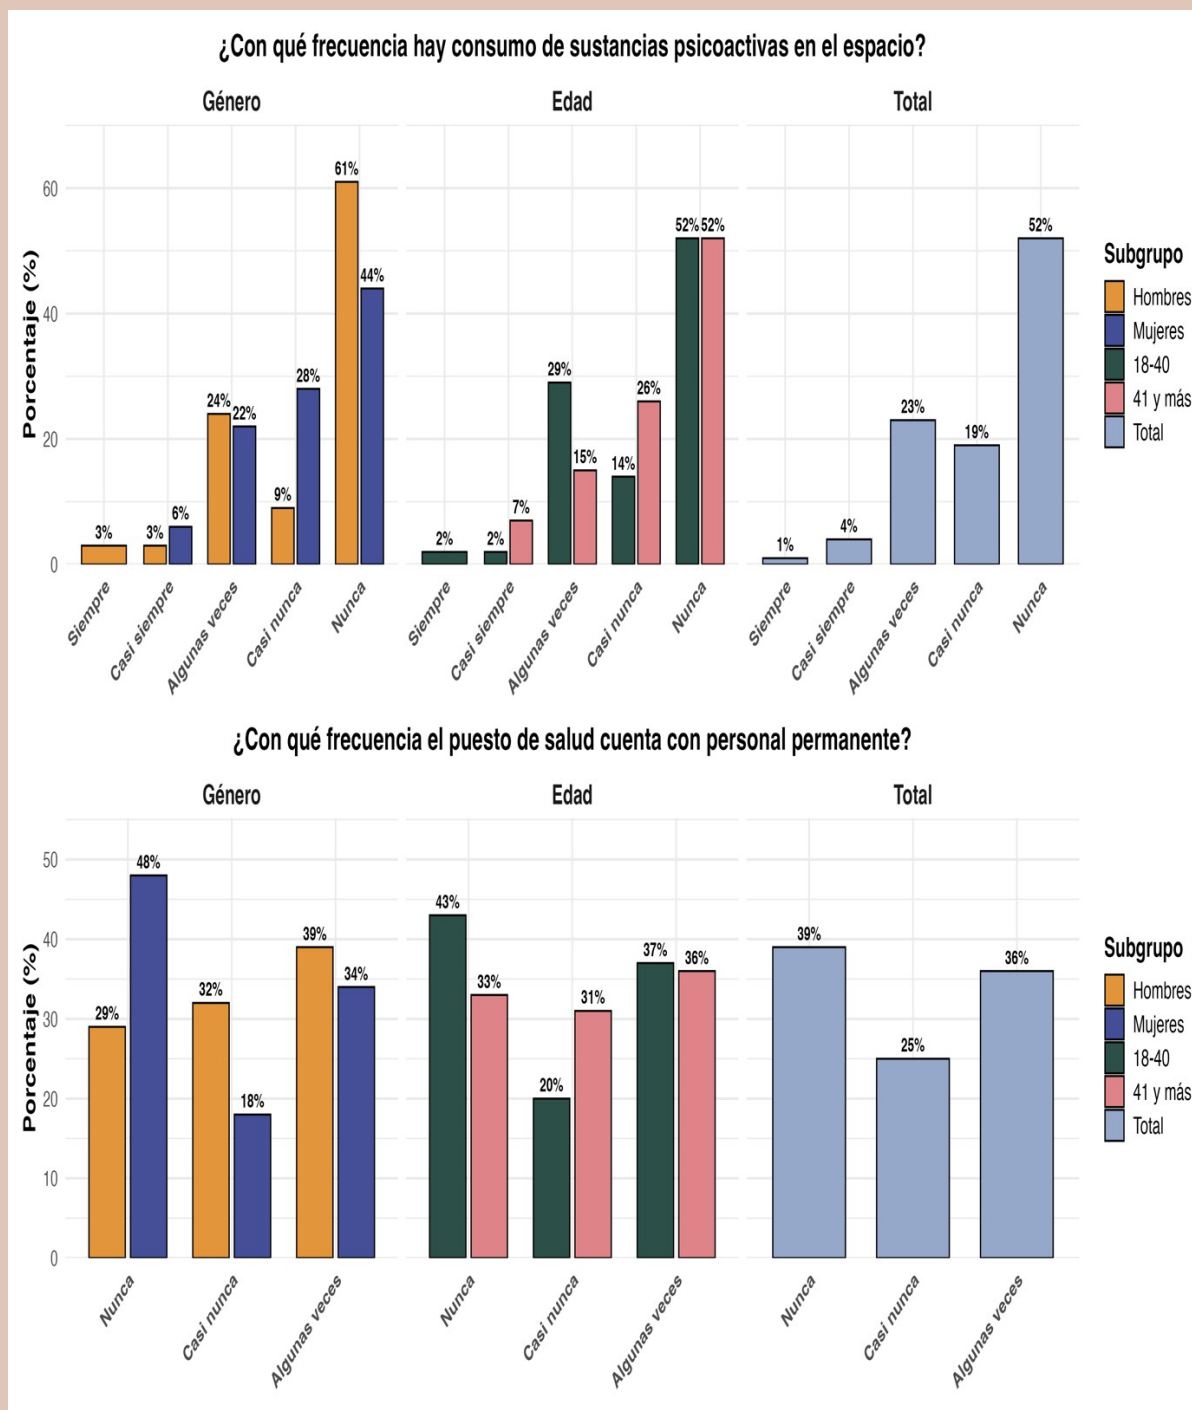 ¿Con qué frecuencia hay consumo de sustancias psicoactivas en el espacio?
Género
Edad
Total
Porcentaje (%)
60
40
20
0
3%
3%
6%
24%
22%
9%
28%
61%
44%
2%
2%
7%
29%
15%
14%
26%
52%
52%
1%
4%
23%
19%
52%
Siempre
Casi siempre
Algunas veces
Casi nunca
Nunca
Siempre
Casi siempre
Algunas veces
Casi nunca
Nunca
Siempre
Casi siempre
Algunas veces
Casi nunca
Nunca
Subgrupo
Hombres
Mujeres
18-40
41 y más
Total
¿Con qué frecuencia el puesto de salud cuenta con personal permanente?
Género
Edad
Total
Porcentaje (%)
50
40
30
20
10
0
29%
48%
32%
18%
39%
34%
43%
33%
20%
31%
37%
36%
39%
25%
36%
Nunca
Casi nunca
Algunas veces
Nunca
Casi nunca
Algunas veces
Nunca
Casi nunca
Algunas veces
Subgrupo
Hombres
Mujeres
18-40
41 y más
Total